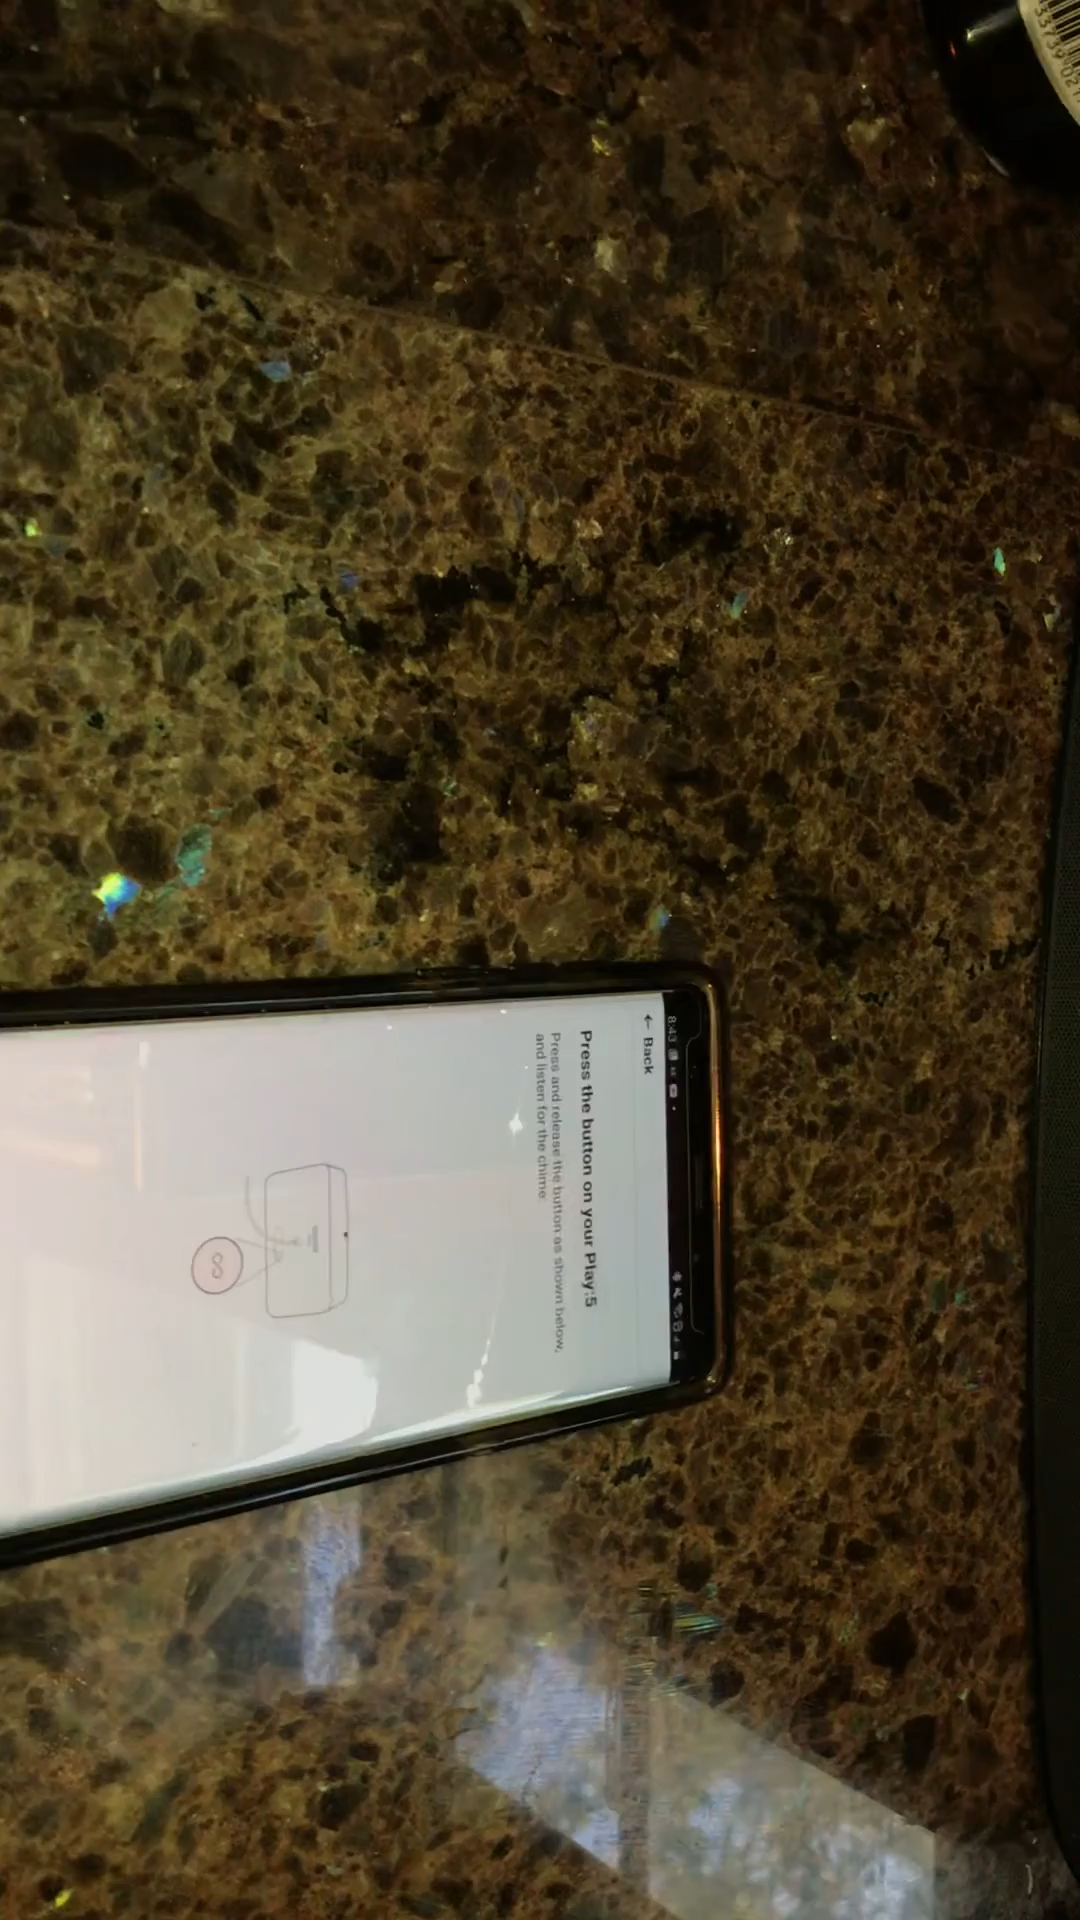 8:43
← Back
Press the button on your Play:5
Press and release the button as shown below,
and listen for the chime.